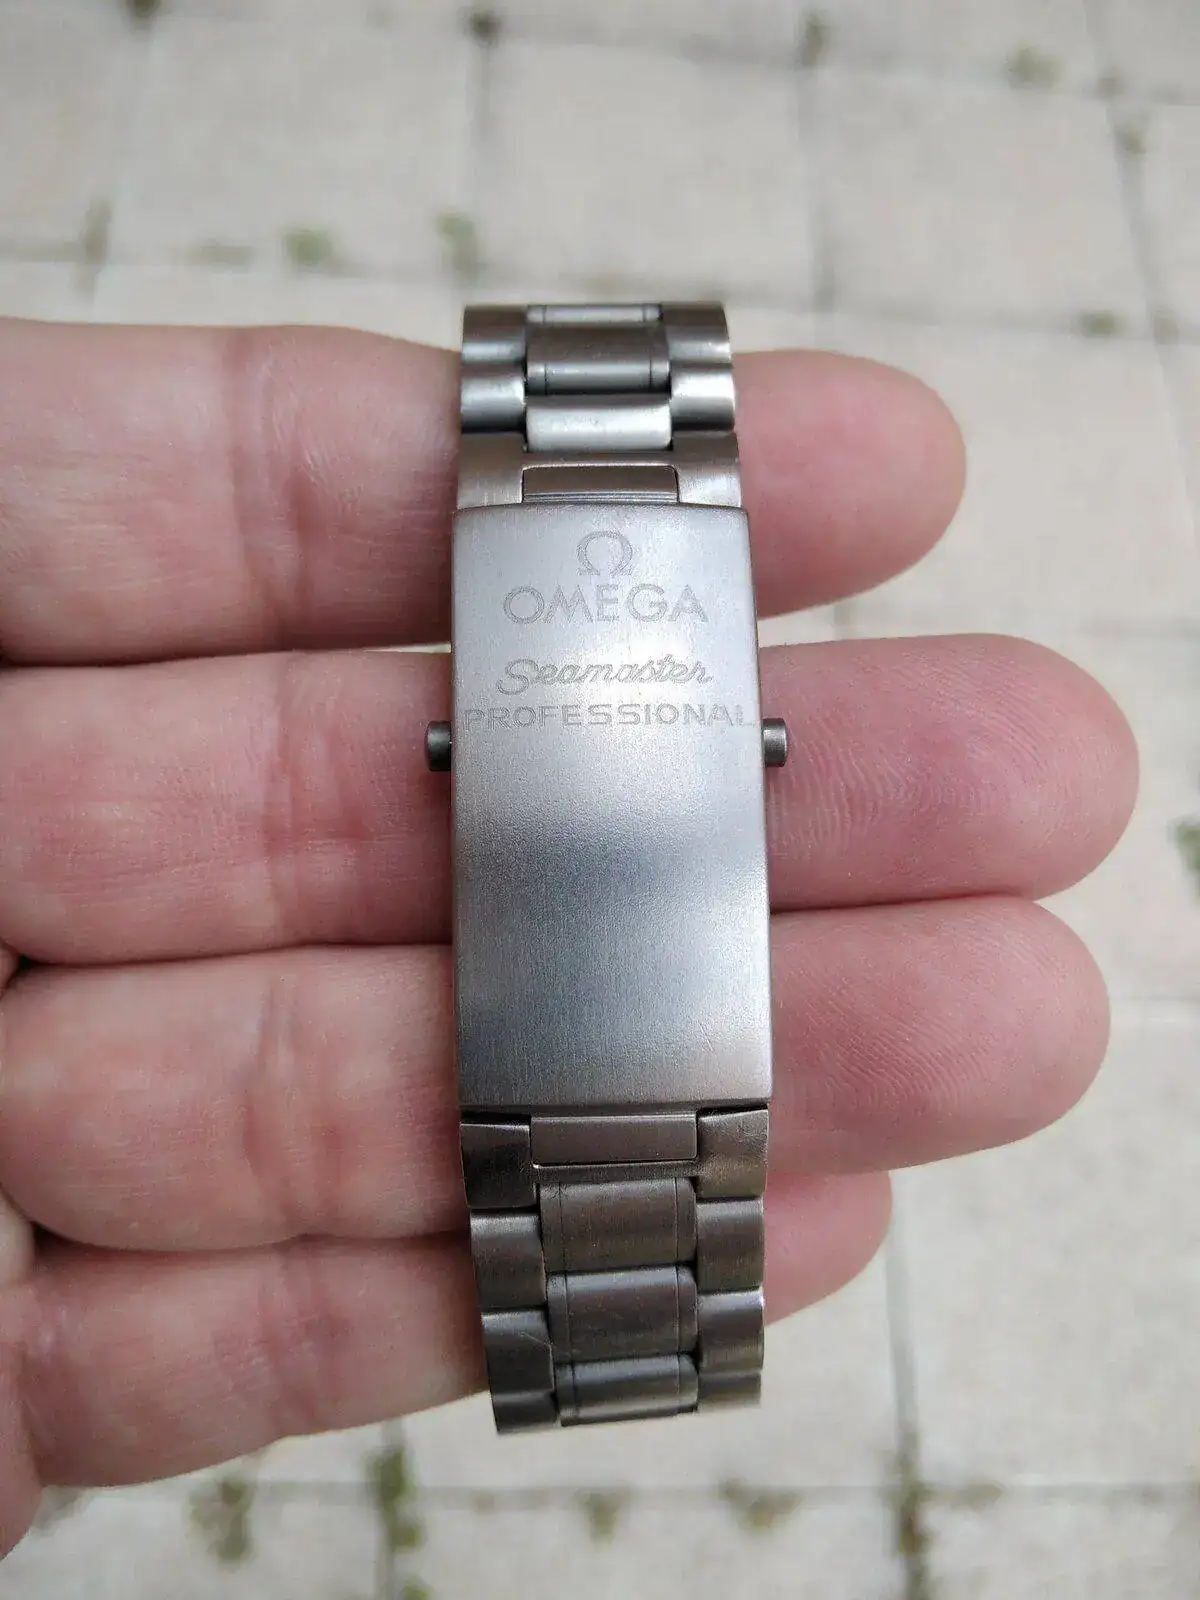 Ω
OMEGA
Seamaster
PROFESSIONAL